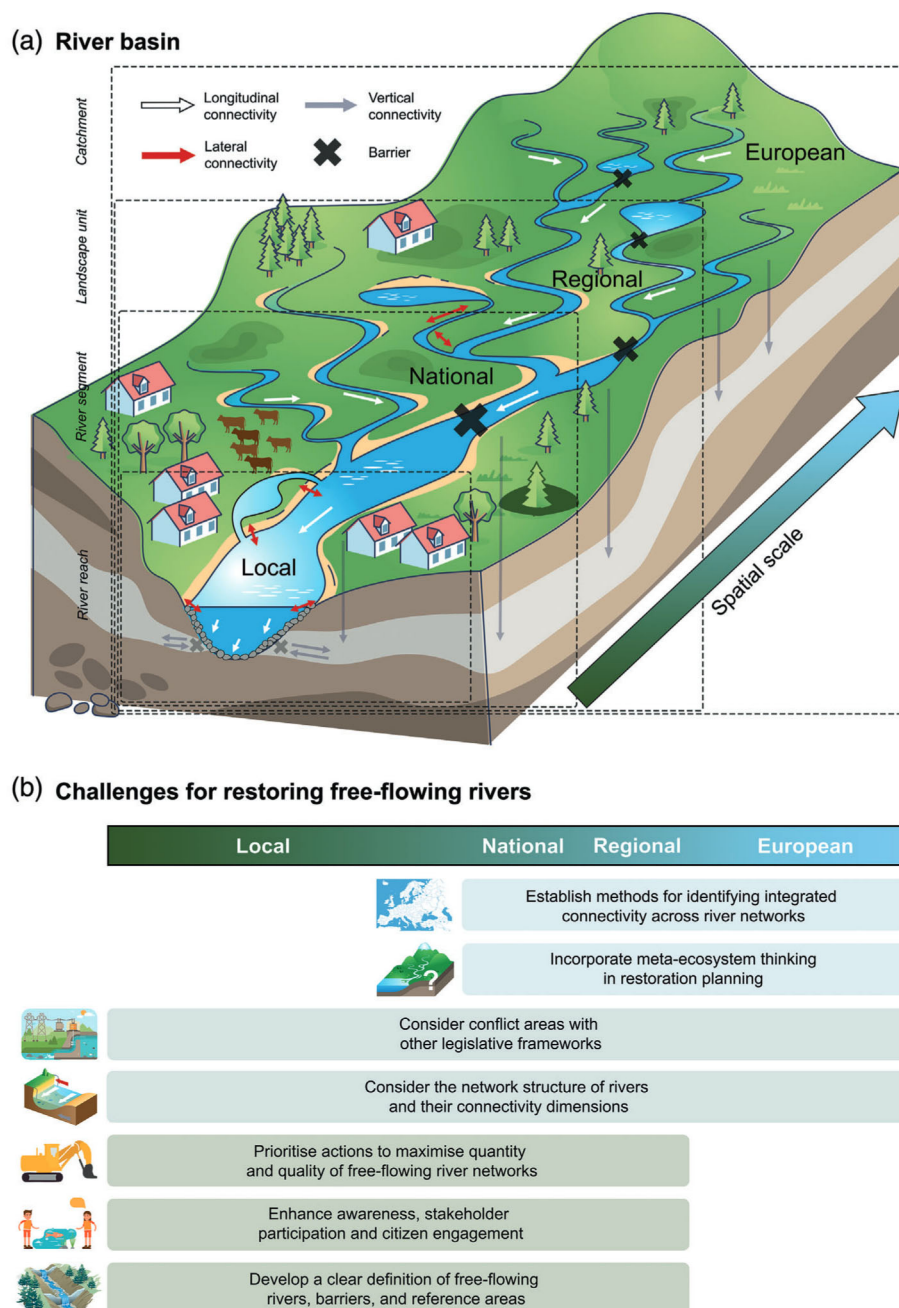 (a) River basin
Longitudinal
connectivity
Vertical
connectivity
Lateral
connectivity
Barrier
Catchment
Landscape unit
River segment
River reach
European
Regional
National
Local
Spatial scale
(b) Challenges for restoring free-flowing rivers
Local National Regional European
Establish methods for identifying integrated
connectivity across river networks
?
Incorporate meta-ecosystem thinking
in restoration planning
Consider conflict areas with
other legislative frameworks
Consider the network structure of rivers
and their connectivity dimensions
Prioritise actions to maximise quantity
and quality of free-flowing river networks
Enhance awareness, stakeholder
participation and citizen engagement
Develop a clear definition of free-flowing
rivers, barriers, and reference areas